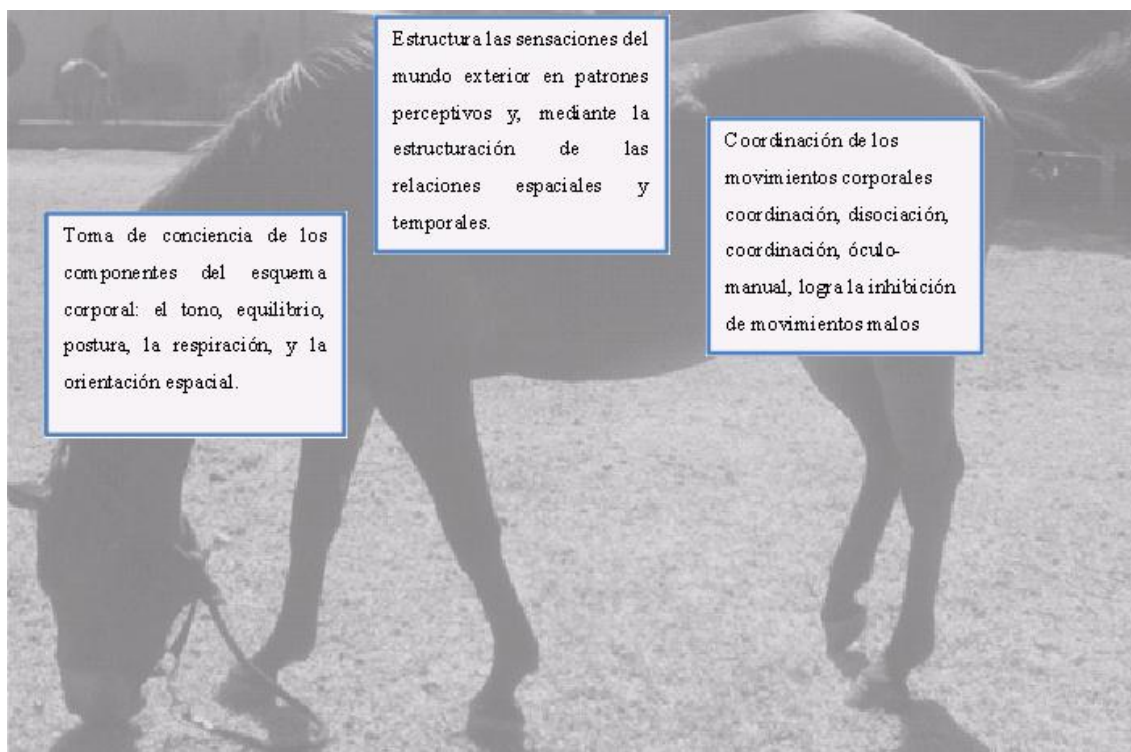 Estructura las sensaciones del
mundo exterior en patrones
perceptivos y, mediante la
estructuración de las
relaciones espaciales y
temporales.
Coordinación de los
movimientos corporales
coordinación, disociación,
coordinación, óculo-
manual, logra la inhibición
de movimientos malos
Toma de conciencia de los
componentes del esquema
corporal: el tono, equilibrio,
postura, la respiración, y la
orientación espacial.